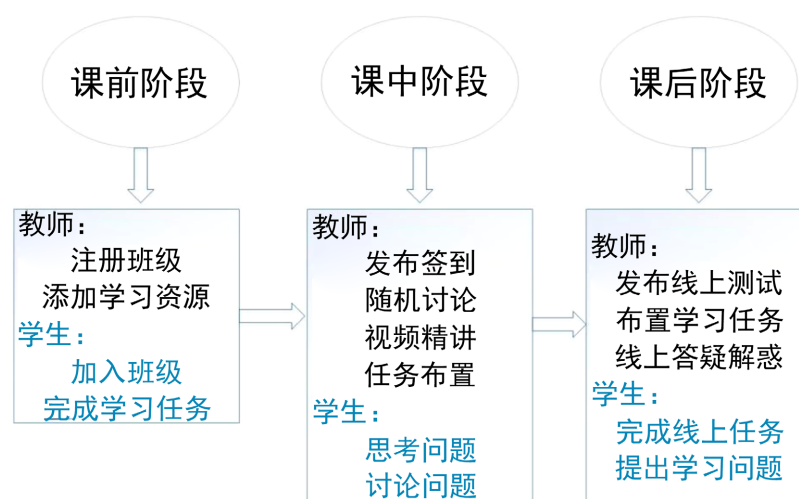 课前阶段
课中阶段
课后阶段
教师：
注册班级
添加学习资源
学生：
加入班级
完成学习任务
教师：
发布签到
随机讨论
视频精讲
任务布置
学生：
思考问题
讨论问题
教师：
发布线上测试
布置学习任务
线上答疑解惑
学生：
完成线上任务
提出学习问题